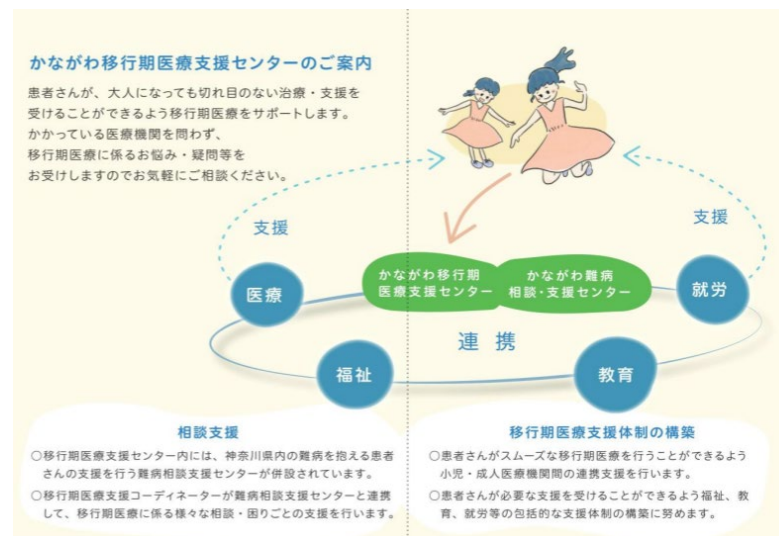 かながわ移行期医療支援センターのご案内
患者さんが、大人になっても切れ目のない治療・支援を
受けることができるよう移行期医療をサポートします。
かかっている医療機関を問わず、
移行期医療に係るお悩み・疑問等を
お受けしますのでお気軽にご相談ください。
支援
支援
医療
かながわ移行期
医療支援センター
かながわ難病
相談・支援センター
就労
連携
福祉
教育
相談支援
○移行期医療支援センター内には、神奈川県内の難病を抱える患者
さんの支援を行う難病相談支援センターが併設されています。
○移行期医療支援コーディネーターが難病相談支援センターと連携
して、移行期医療に係る様々な相談・困りごとの支援を行います。
移行期医療支援体制の構築
○患者さんがスムーズな移行期医療を行うことができるよう
小児・成人医療機関間の連携支援を行います。
○患者さんが必要な支援を受けることができるよう福祉、教
育、就労等の包括的な支援体制の構築に努めます。